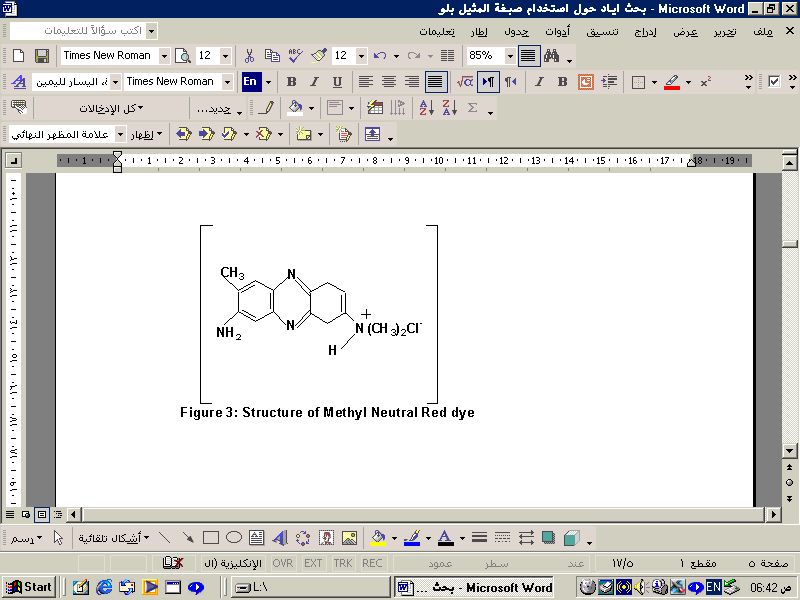 بحث اياد حول استخدام صبغة المثيل بلو - Microsoft Word
ملف تحرير عرض إدراج تنسيق أدوات جدول إطار تعليمات
اكتب سؤالاً للتعليمات
Times New Roman 12 12 85%
اليسار لليمين Times New Roman En B I U √α ¶ ¶ I B x²
كل الإدخالات جديد...
علامة المظهر النهائي إظهار
1 1 2 3 4 5 6 7 8 9 10 11 12 13 14 15 16 17 18 19
CH3
N
NH2
N
+
N(CH3)2Cl-
H
Figure 3: Structure of Methyl Neutral Red dye
رسم أشكال تلقائية
صفحة ٥ مقطع ١ ١٧/٥ عند سطر عمود REC TRK EXT OVR الإنكليزية (ال
Start L:\ بحث ... - Microsoft Word EN 06:42 ص